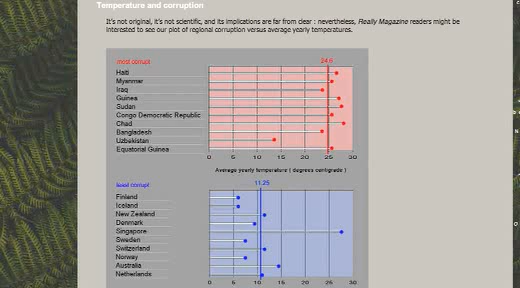 Temperature and corruption
It's not original, it's not scientific, and its implications are far from clear : nevertheless, Really Magazine readers might be
interested to see our plot of regional corruption versus average yearly temperatures.
most corrupt
24.6
Haiti
Myanmar
Iraq
Guinea
Sudan
Congo Democratic Republic
Chad
Bangladesh
Uzbekistan
Equatorial Guinea
0 5 10 15 20 25 30
Average yearly temperature ( degrees centigrade )
least corrupt
11.25
Finland
Iceland
New Zealand
Denmark
Singapore
Sweden
Switzerland
Norway
Australia
Netherlands
0 5 10 15 20 25 30